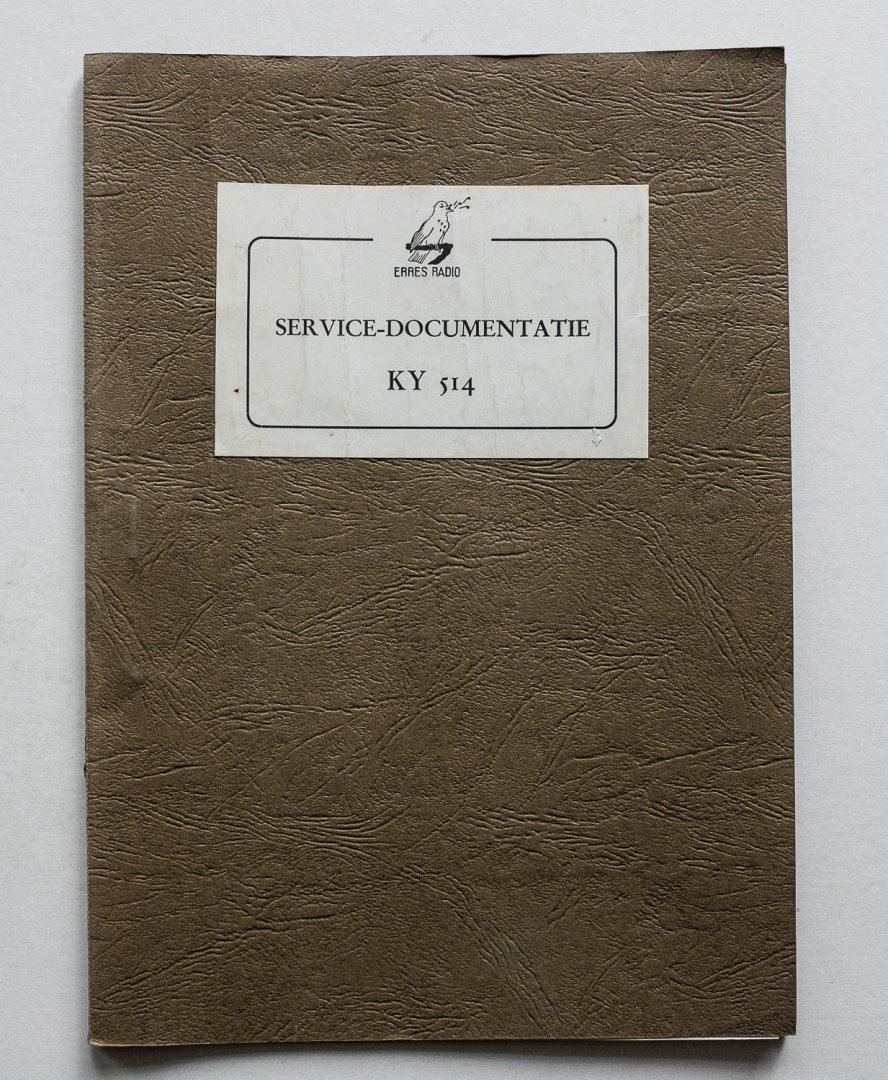 ERRES RADIO
SERVICE-DOCUMENTATIE
KY 514